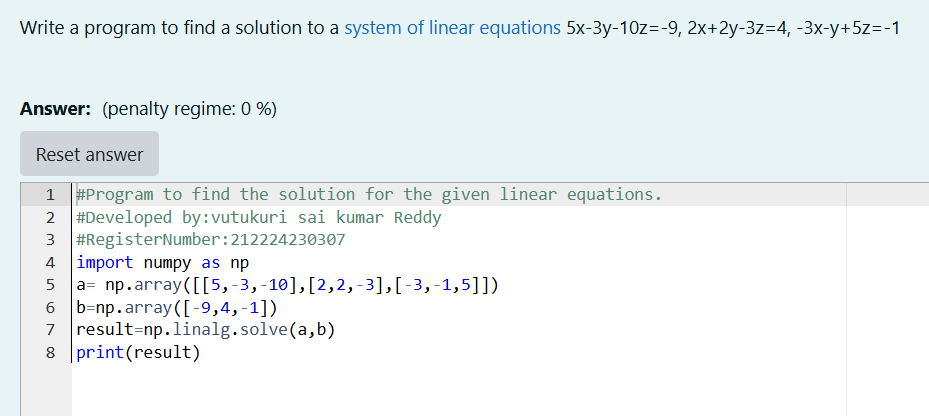 Write a program to find a solution to a system of linear equations 5x-3y-10z=-9, 2x+2y-3z=4, -3x-y+5z=-1
Answer: (penalty regime: 0 %)
Reset answer
1 #Program to find the solution for the given linear equations.
2 #Developed by:vutukuri sai kumar Reddy
3 #RegisterNumber:212224230307
4 import numpy as np
5 a= np.array([[5,-3,-10],[2,2,-3],[-3,-1,5]])
6 b=np.array([-9,4,-1])
7 result=np.linalg.solve(a,b)
8 print(result)